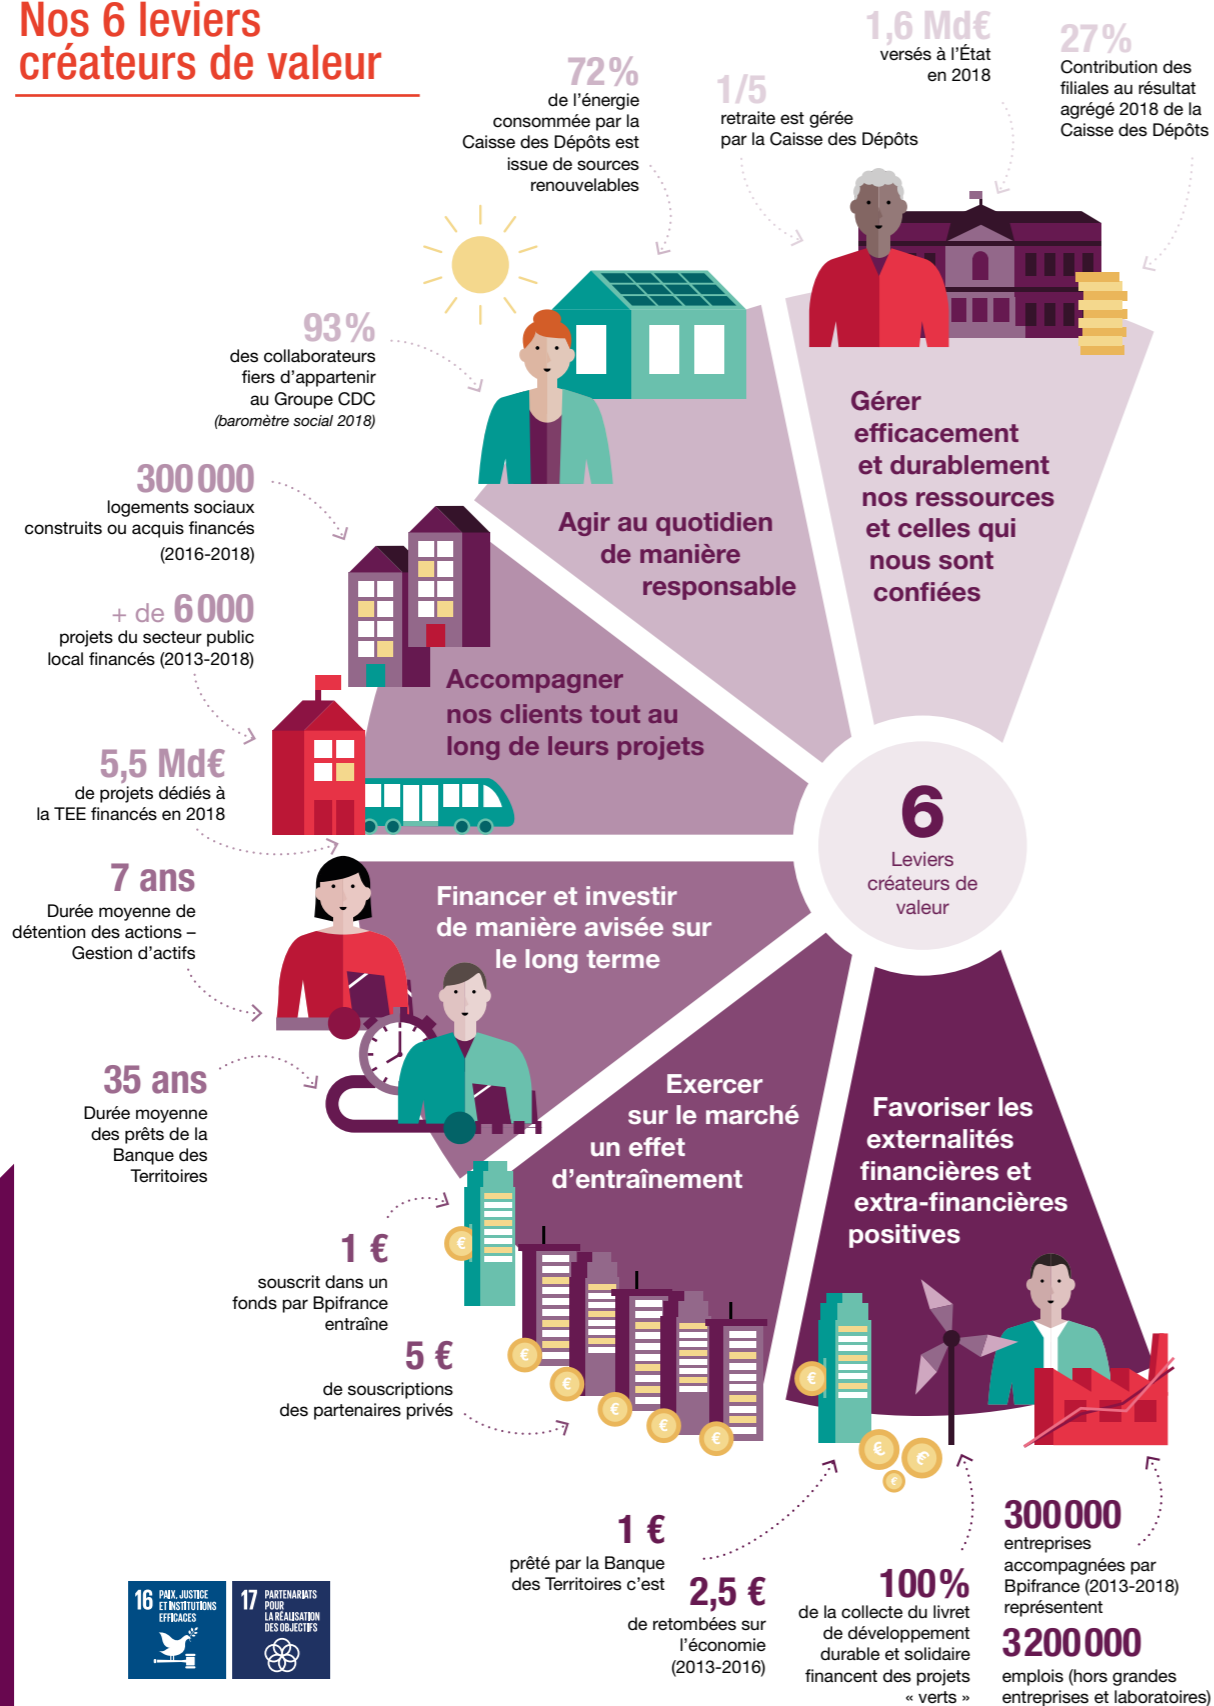 Nos 6 leviers
créateurs de valeur
72%
de l'énergie
consommée par la
Caisse des Dépôts est
issue de sources
renouvelables
1/5
retraite est gérée
par la Caisse des Dépôts
1,6 Md€
versés à l'État
en 2018
27%
Contribution des
filiales au résultat
agrégé 2018 de la
Caisse des Dépôts
93%
des collaborateurs
fiers d'appartenir
au Groupe CDC
(baromètre social 2018)
300 000
logements sociaux
construits ou acquis financés
(2016-2018)
+ de 6 000
projets du secteur public
local financés (2013-2018)
5,5 Md€
de projets dédiés à
la TEE financés en 2018
7 ans
Durée moyenne de
détention des actions –
Gestion d'actifs
35 ans
Durée moyenne
des prêts de la
Banque des
Territoires
Gérer
efficacement
et durablement
nos ressources
et celles qui
nous sont
confiées
Agir au quotidien
de manière
responsable
Accompagner
nos clients tout au
long de leurs projets
6
Leviers
créateurs de
valeur
Financer et investir
de manière avisée sur
le long terme
Exercer
sur le marché
un effet
d'entraînement
Favoriser les
externalités
financières et
extra-financières
positives
1 €
souscrit dans un
fonds par Bpifrance
entraîne
5 €
de souscriptions
des partenaires privés
€
€
€
€
€
€
€
€
€
€
1 €
prêté par la Banque
des Territoires c'est
2,5 €
de retombées sur
l'économie
(2013-2016)
100%
de la collecte du livret
de développement
durable et solidaire
financent des projets
« verts »
300 000
entreprises
accompagnées par
Bpifrance (2013-2018)
représentent
3 200 000
emplois (hors grandes
entreprises et laboratoires)
16 PAIX, JUSTICE
ET INSTITUTIONS
EFFICACES
17 PARTENARIATS
POUR
LA RÉALISATION
DES OBJECTIFS